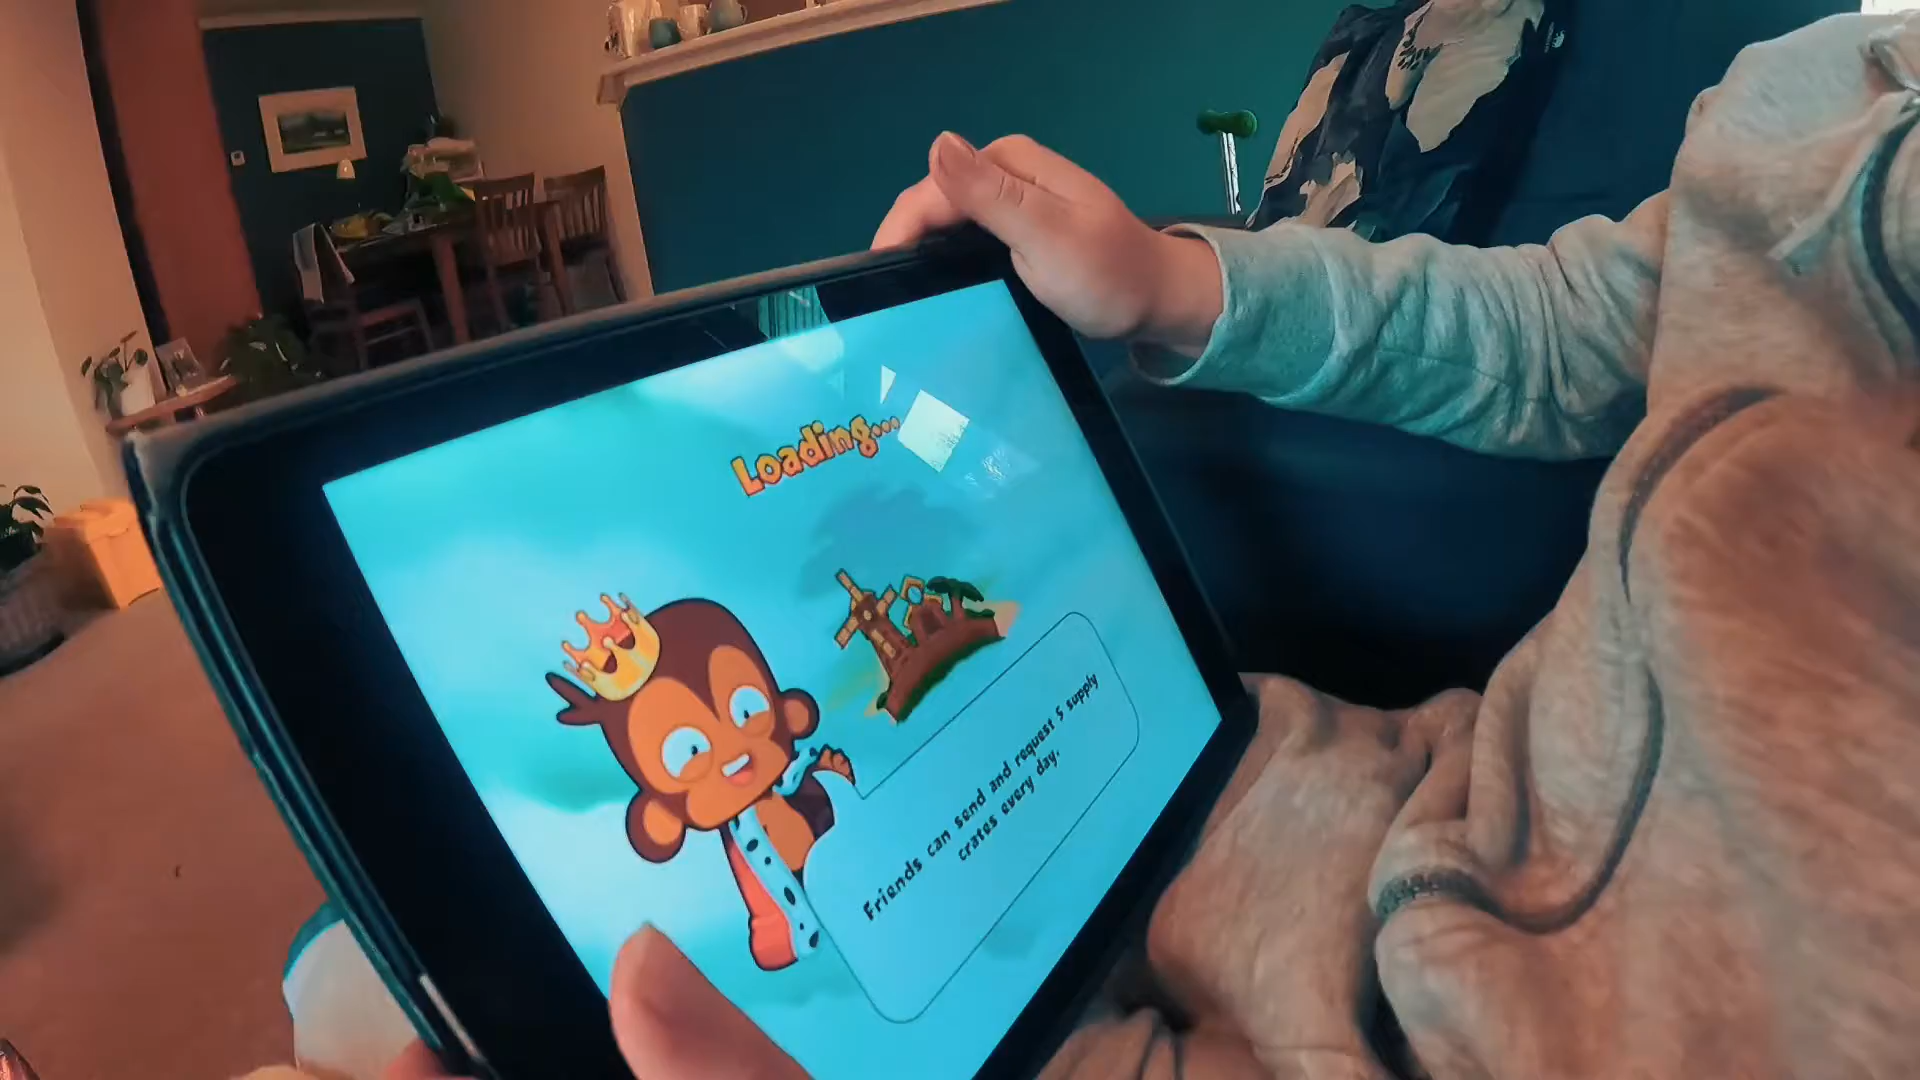 Loading...
Friends can send and request 5 supply
crates every day.